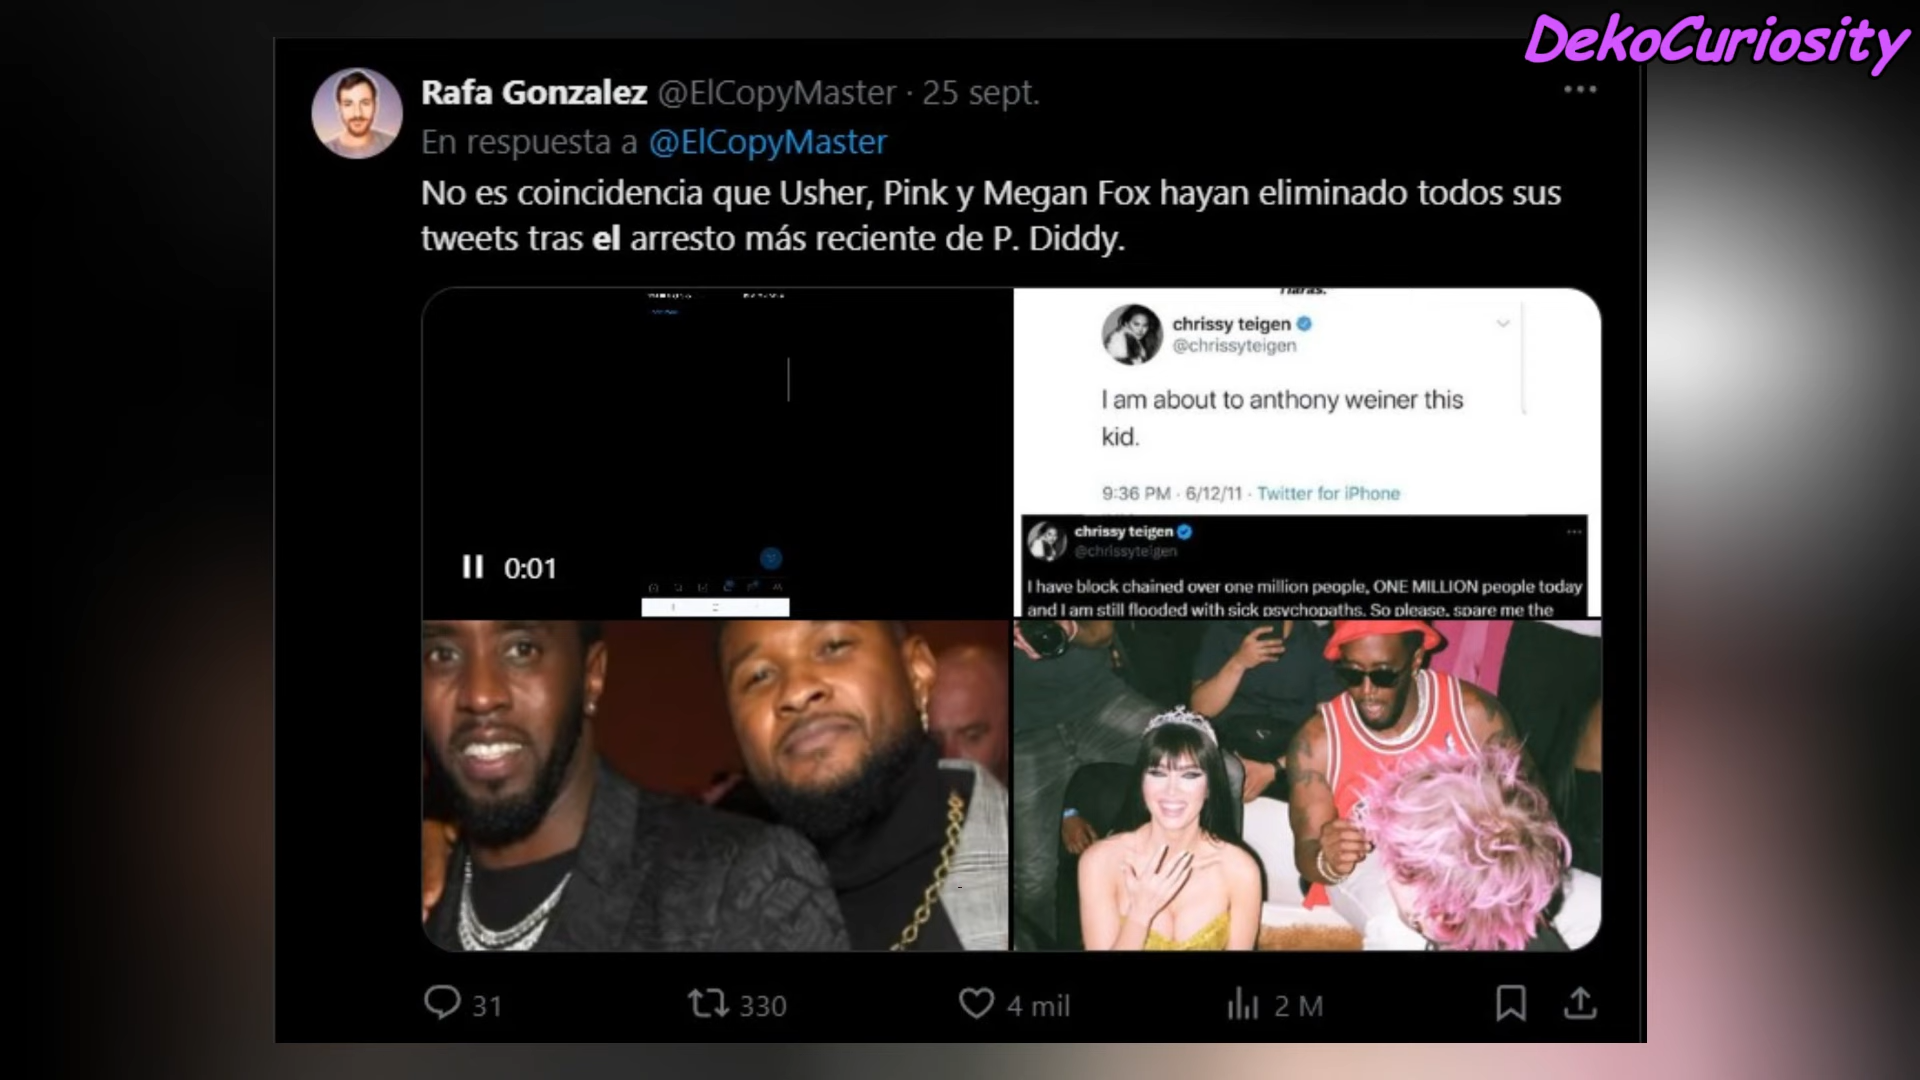 DekoCuriosity
Rafa Gonzalez @ElCopyMaster · 25 sept.
En respuesta a @ElCopyMaster
No es coincidencia que Usher, Pink y Megan Fox hayan eliminado todos sus
tweets tras el arresto más reciente de P. Diddy.
chrissy teigen
@chrissyteigen
I am about to anthony weiner this
kid.
9:36 PM · 6/12/11 · Twitter for iPhone
0:01
chrissy teigen
@chrissyteigen
I have block chained over one million people, ONE MILLION people today
and I am still flooded with sick psychopaths. So please, spare me the
31
330
4 mil
2 M